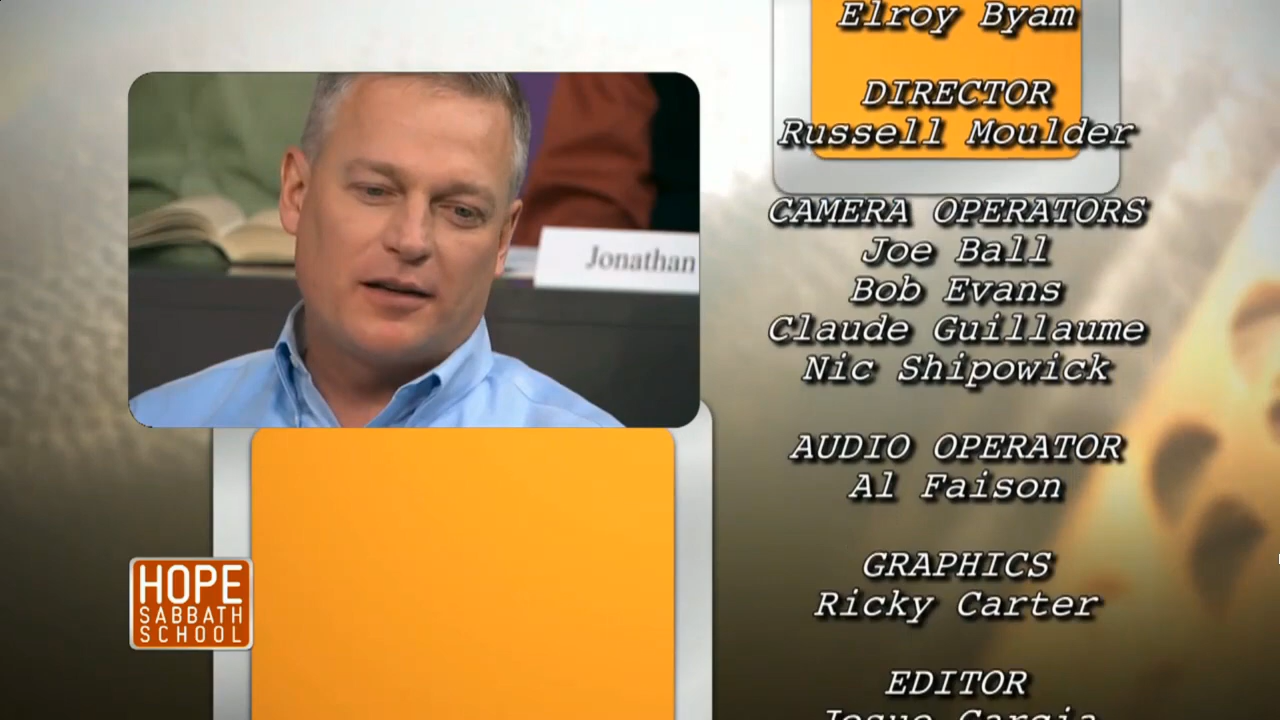 Elroy Byam
DIRECTOR
Russell Moulder
CAMERA OPERATORS
Joe Ball
Bob Evans
Claude Guillaume
Nic Shipowick
AUDIO OPERATOR
Al Faison
GRAPHICS
Ricky Carter
EDITOR
Jonathan
HOPE
SABBATH
SCHOOL